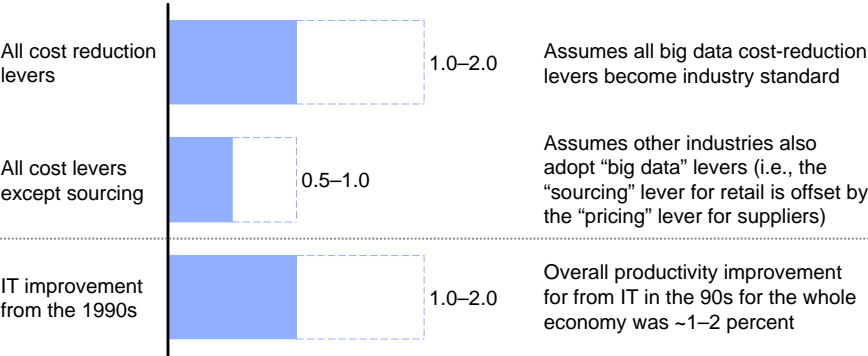 All cost reduction
levers
1.0–2.0
Assumes all big data cost-reduction
levers become industry standard
All cost levers
except sourcing
0.5–1.0
Assumes other industries also
adopt “big data” levers (i.e., the
“sourcing” lever for retail is offset by
the “pricing” lever for suppliers)
IT improvement
from the 1990s
1.0–2.0
Overall productivity improvement
for from IT in the 90s for the whole
economy was ~1–2 percent